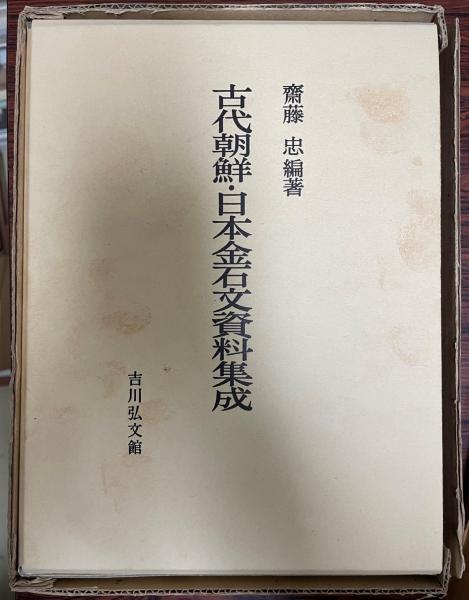 齋藤 忠 編著
古代朝鮮・日本金石文資料集成
吉川弘文館